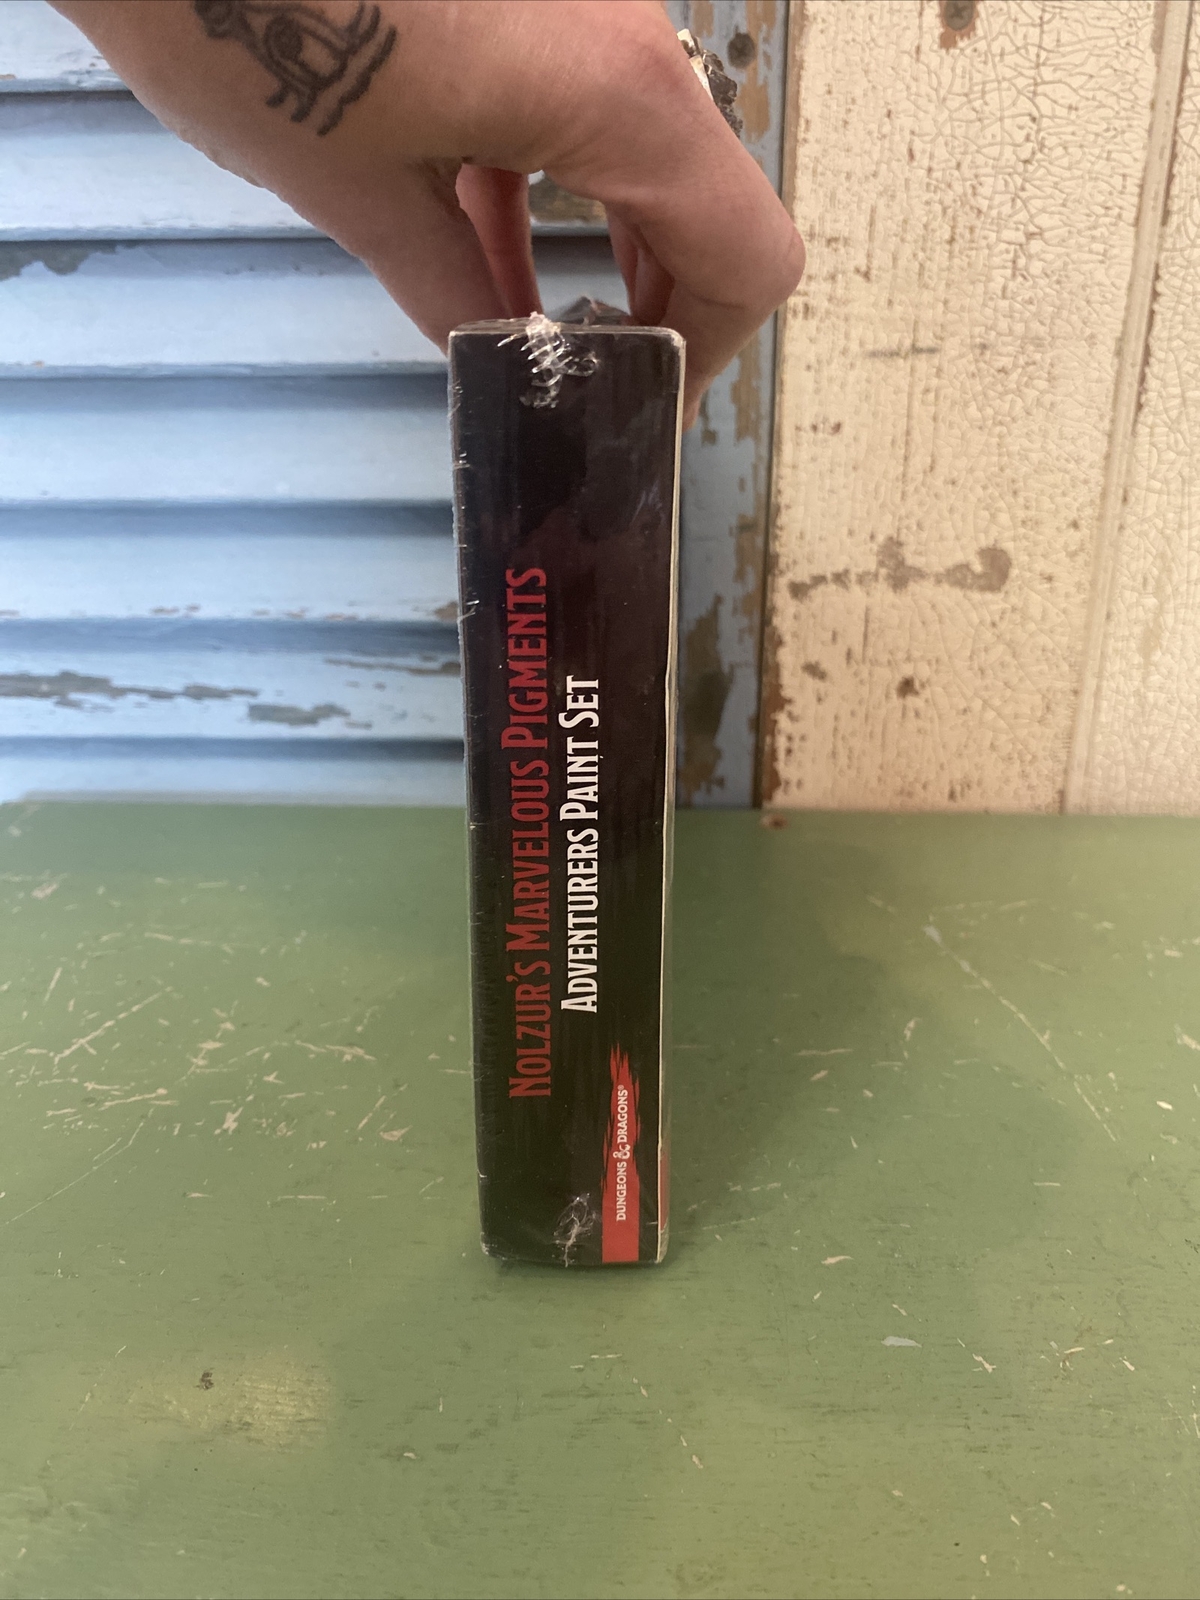 NOLZUR'S MARVELOUS PIGMENTS
ADVENTURERS PAINT SET
DUNGEONS & DRAGONS®